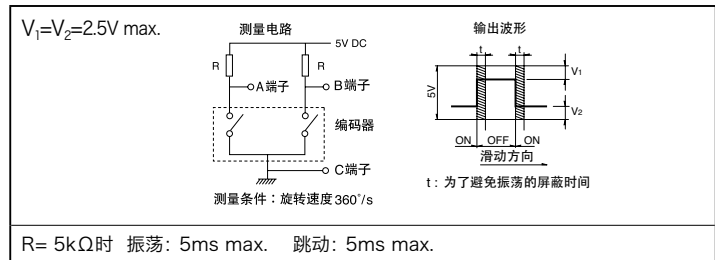 V₁=V₂=2.5V max.
测量电路
5V DC
R
R
A端子
B端子
编码器
C端子
测量条件：旋转速度360°/s
输出波形
t
t
V₁
5V
V₂
ON
OFF
ON
滑动方向
t：为了避免振荡的屏蔽时间
R= 5kΩ时 振荡: 5ms max. 跳动: 5ms max.